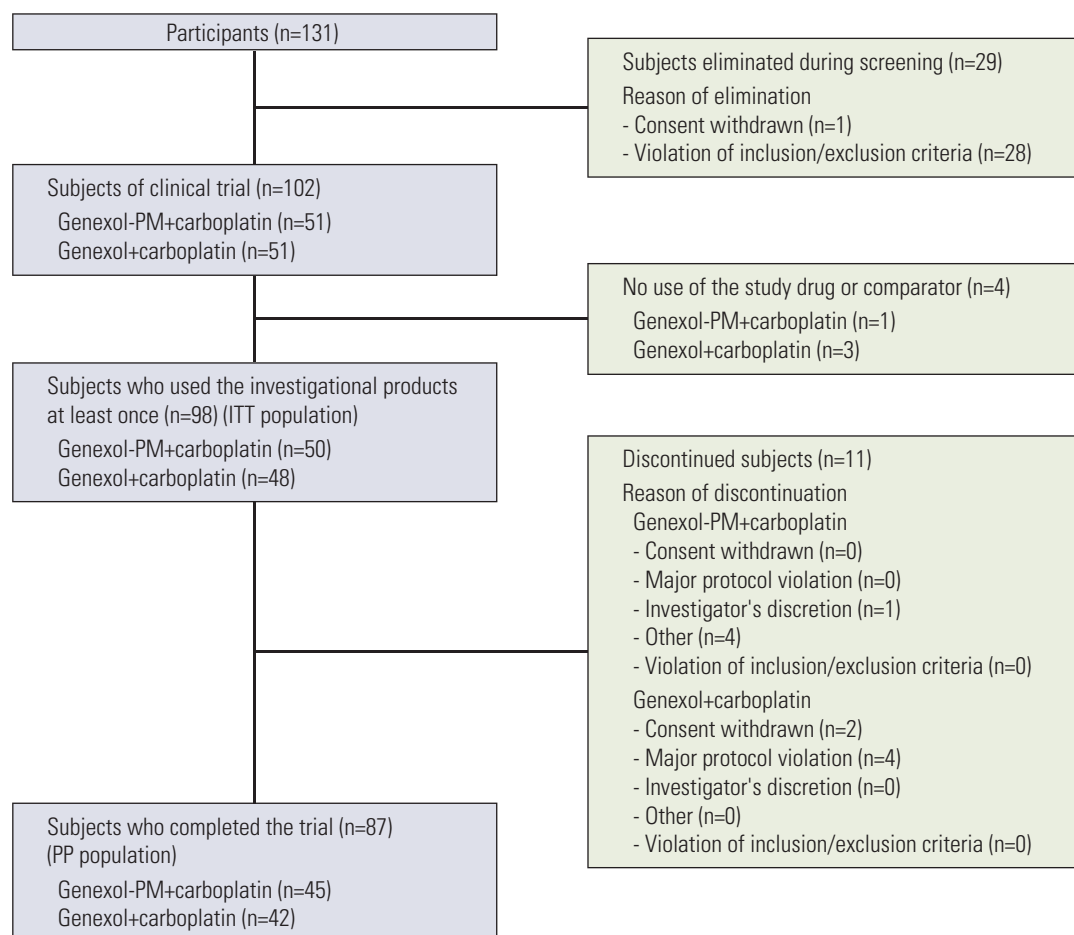 Participants (n=131)
Subjects eliminated during screening (n=29)
Reason of elimination
- Consent withdrawn (n=1)
- Violation of inclusion/exclusion criteria (n=28)
Subjects of clinical trial (n=102)
Genexol-PM+carboplatin (n=51)
Genexol+carboplatin (n=51)
No use of the study drug or comparator (n=4)
Genexol-PM+carboplatin (n=1)
Genexol+carboplatin (n=3)
Subjects who used the investigational products
at least once (n=98) (ITT population)
Genexol-PM+carboplatin (n=50)
Genexol+carboplatin (n=48)
Discontinued subjects (n=11)
Reason of discontinuation
Genexol-PM+carboplatin
- Consent withdrawn (n=0)
- Major protocol violation (n=0)
- Investigator's discretion (n=1)
- Other (n=4)
- Violation of inclusion/exclusion criteria (n=0)
Genexol+carboplatin
- Consent withdrawn (n=2)
- Major protocol violation (n=4)
- Investigator's discretion (n=0)
- Other (n=0)
- Violation of inclusion/exclusion criteria (n=0)
Subjects who completed the trial (n=87)
(PP population)
Genexol-PM+carboplatin (n=45)
Genexol+carboplatin (n=42)